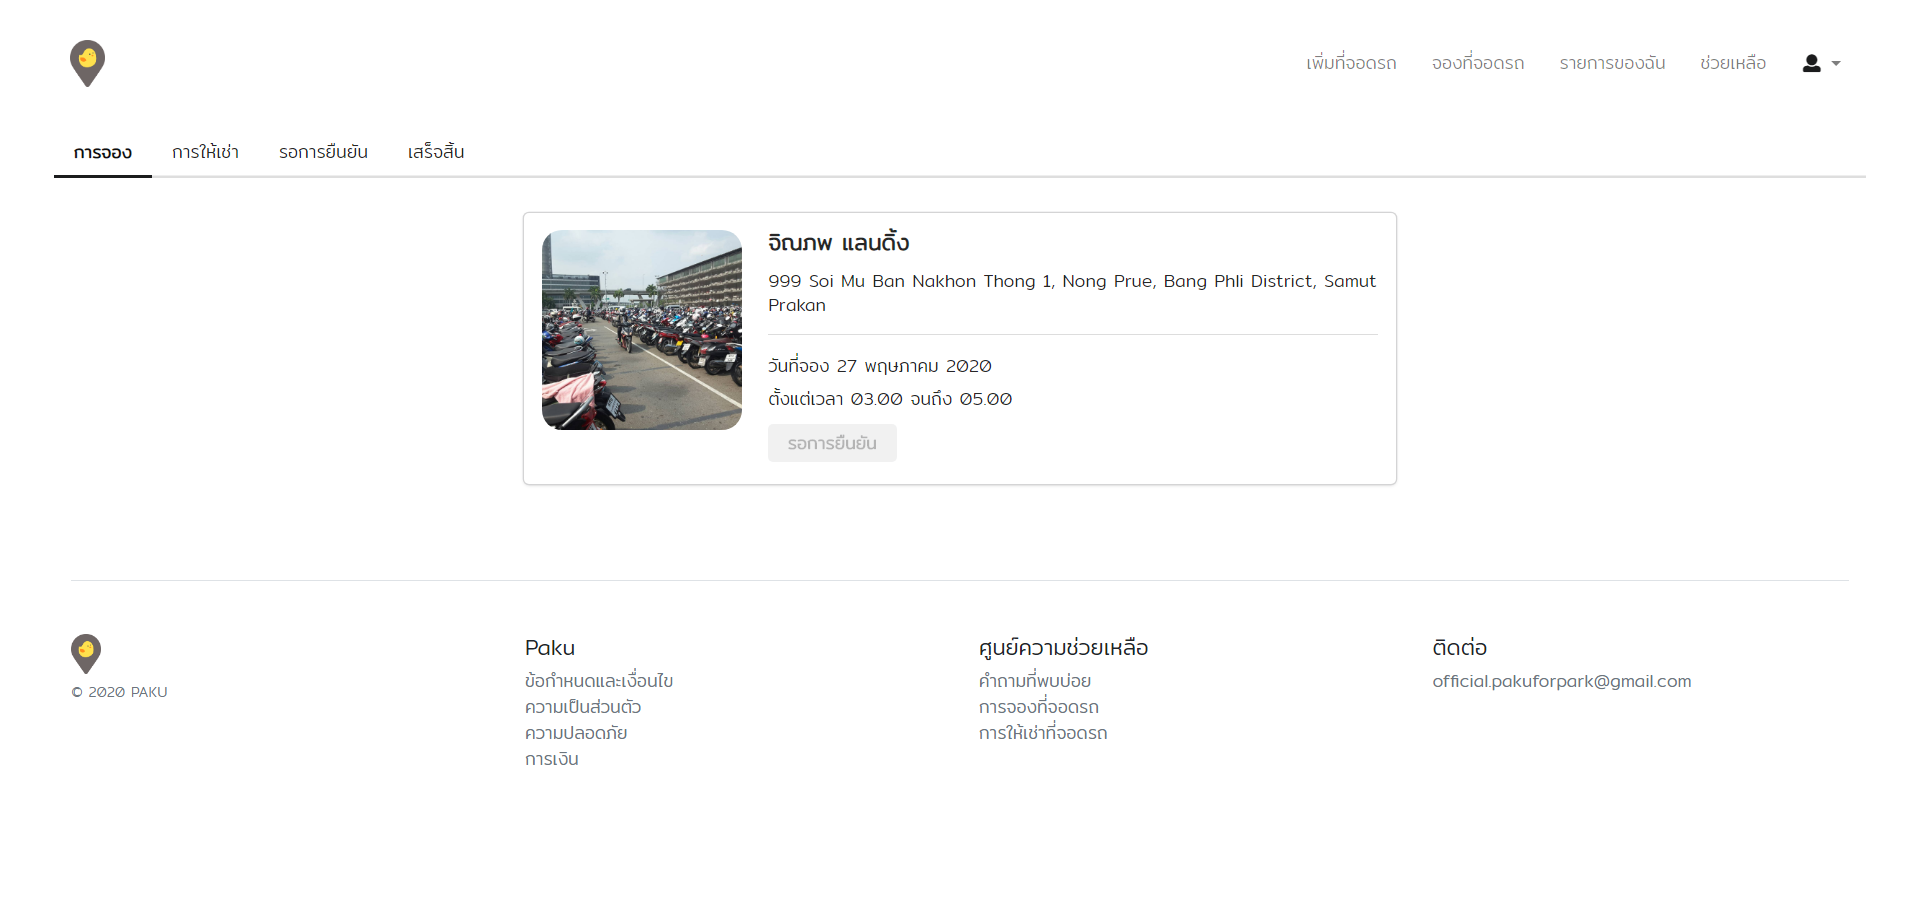 เพิ่มที่จอดรถ จองที่จอดรถ รายการของฉัน ช่วยเหลือ
การจอง การให้เช่า รอการยืนยัน เสร็จสิ้น
จิณภพ แลนดิ้ง
999 Soi Mu Ban Nakhon Thong 1, Nong Prue, Bang Phli District, Samut
Prakan
วันที่จอง 27 พฤษภาคม 2020
ตั้งแต่เวลา 03.00 จนถึง 05.00
รอการยืนยัน
© 2020 PAKU
Paku
ข้อกำหนดและเงื่อนไข
ความเป็นส่วนตัว
ความปลอดภัย
การเงิน
ศูนย์ความช่วยเหลือ
คำถามที่พบบ่อย
การจองที่จอดรถ
การให้เช่าที่จอดรถ
ติดต่อ
official.pakuforpark@gmail.com